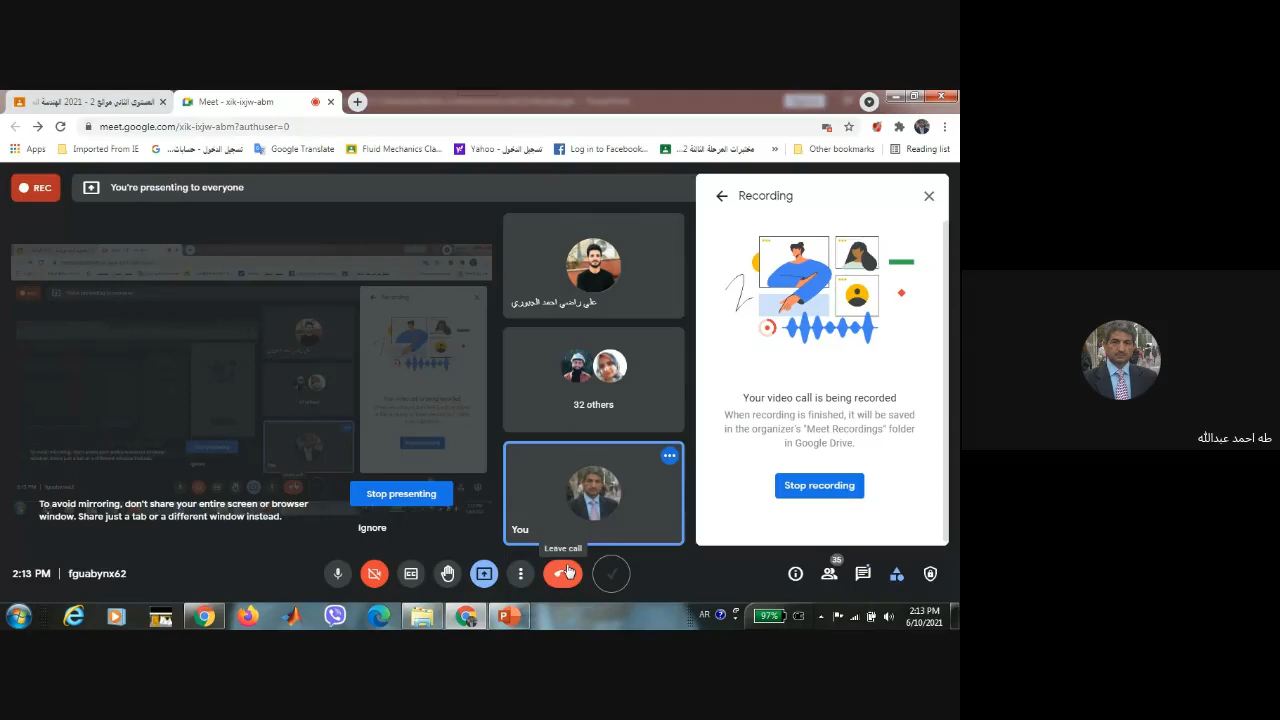 المستوى الثاني موانع 2 - 2021 الهندسة
Meet - xik-ixjw-abm
meet.google.com/xik-ixjw-abm?authuser=0
Apps
Imported From IE
تسجيل الدخول - حسابات...
Google Translate
Fluid Mechanics Cla...
Yahoo - تسجيل الدخول
Log in to Facebook...
مختبرات المرحلة الثالثة 2...
»
Other bookmarks
Reading list
REC
You're presenting to everyone
Recording
علي راضي احمد الجبوري
32 others
Your video call is being recorded
When recording is finished, it will be saved
in the organizer's "Meet Recordings" folder
in Google Drive.
Stop recording
To avoid mirroring, don't share your entire screen or browser
window. Share just a tab or a different window instead.
Stop presenting
Ignore
You
Leave call
2:13 PM | fguabynx62
35
AR
97%
2:13 PM
6/10/2021
طه احمد عبدالله